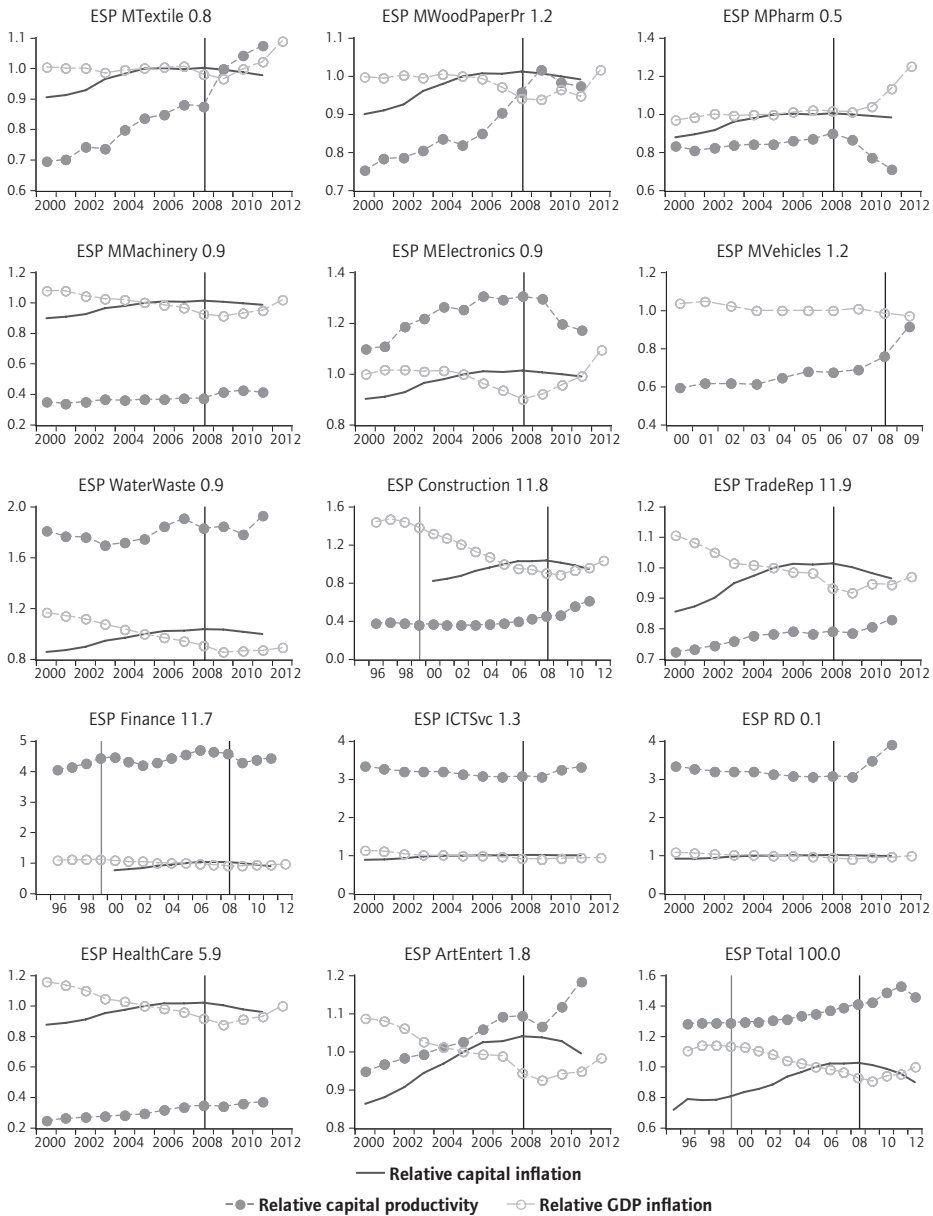 ESP MTextile 0.8
ESP MWoodPaperPr 1.2
ESP MPharm 0.5
1.1
1.0
0.9
0.8
0.7
0.6
2000 2002 2004 2006 2008 2010 2012
1.1
1.0
0.9
0.8
0.7
2000 2002 2004 2006 2008 2010 2012
1.4
1.2
1.0
0.8
0.6
2000 2002 2004 2006 2008 2010 2012
ESP MMachinery 0.9
ESP MElectronics 0.9
ESP MVehicles 1.2
1.2
1.0
0.8
0.6
0.4
0.2
2000 2002 2004 2006 2008 2010 2012
1.4
1.2
1.0
0.8
2000 2002 2004 2006 2008 2010 2012
1.2
1.0
0.8
0.6
0.4
00 01 02 03 04 05 06 07 08 09
ESP WaterWaste 0.9
ESP Construction 11.8
ESP TradeRep 11.9
2.0
1.6
1.2
0.8
2000 2002 2004 2006 2008 2010 2012
1.6
1.2
0.8
0.4
0.0
96 98 00 02 04 06 08 10 12
1.2
1.1
1.0
0.9
0.8
0.7
2000 2002 2004 2006 2008 2010 2012
ESP Finance 11.7
ESP ICTSvc 1.3
ESP RD 0.1
5
4
3
2
1
0
96 98 00 02 04 06 08 10 12
4
3
2
1
0
2000 2002 2004 2006 2008 2010 2012
4
3
2
1
0
2000 2002 2004 2006 2008 2010 2012
ESP HealthCare 5.9
ESP ArtEntert 1.8
ESP Total 100.0
1.2
1.0
0.8
0.6
0.4
0.2
2000 2002 2004 2006 2008 2010 2012
1.2
1.1
1.0
0.9
0.8
2000 2002 2004 2006 2008 2010 2012
1.6
1.4
1.2
1.0
0.8
0.6
96 98 00 02 04 06 08 10 12
Relative capital inflation
Relative capital productivity
Relative GDP inflation